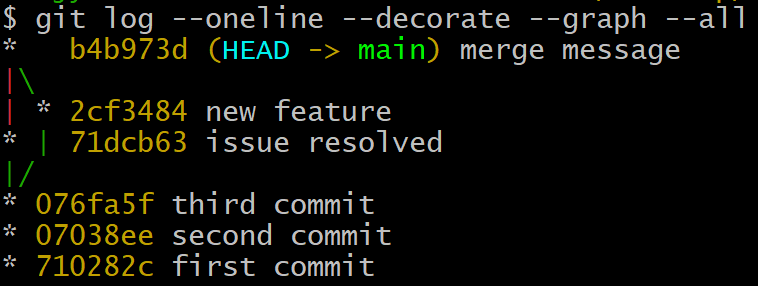 $ git log --oneline --decorate --graph --all
*   b4b973d (HEAD -> main) merge message
|\
| * 2cf3484 new feature
* | 71dcb63 issue resolved
|/
* 076fa5f third commit
* 07038ee second commit
* 710282c first commit